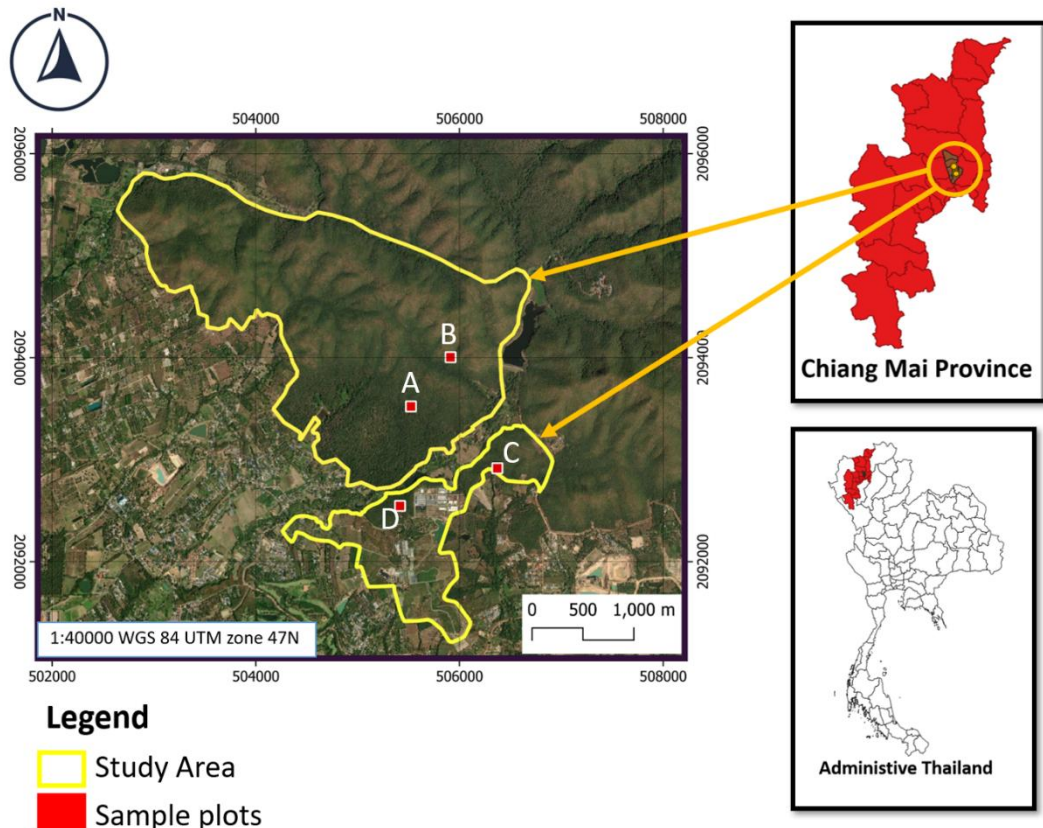 N
504000
506000
508000
2096000
2096000
B
A
2094000
2094000
C
D
2092000
2092000
0 500 1,000 m
1:40000 WGS 84 UTM zone 47N
502000
504000
506000
508000
Chiang Mai Province
Administive Thailand
Legend
Study Area
Sample plots